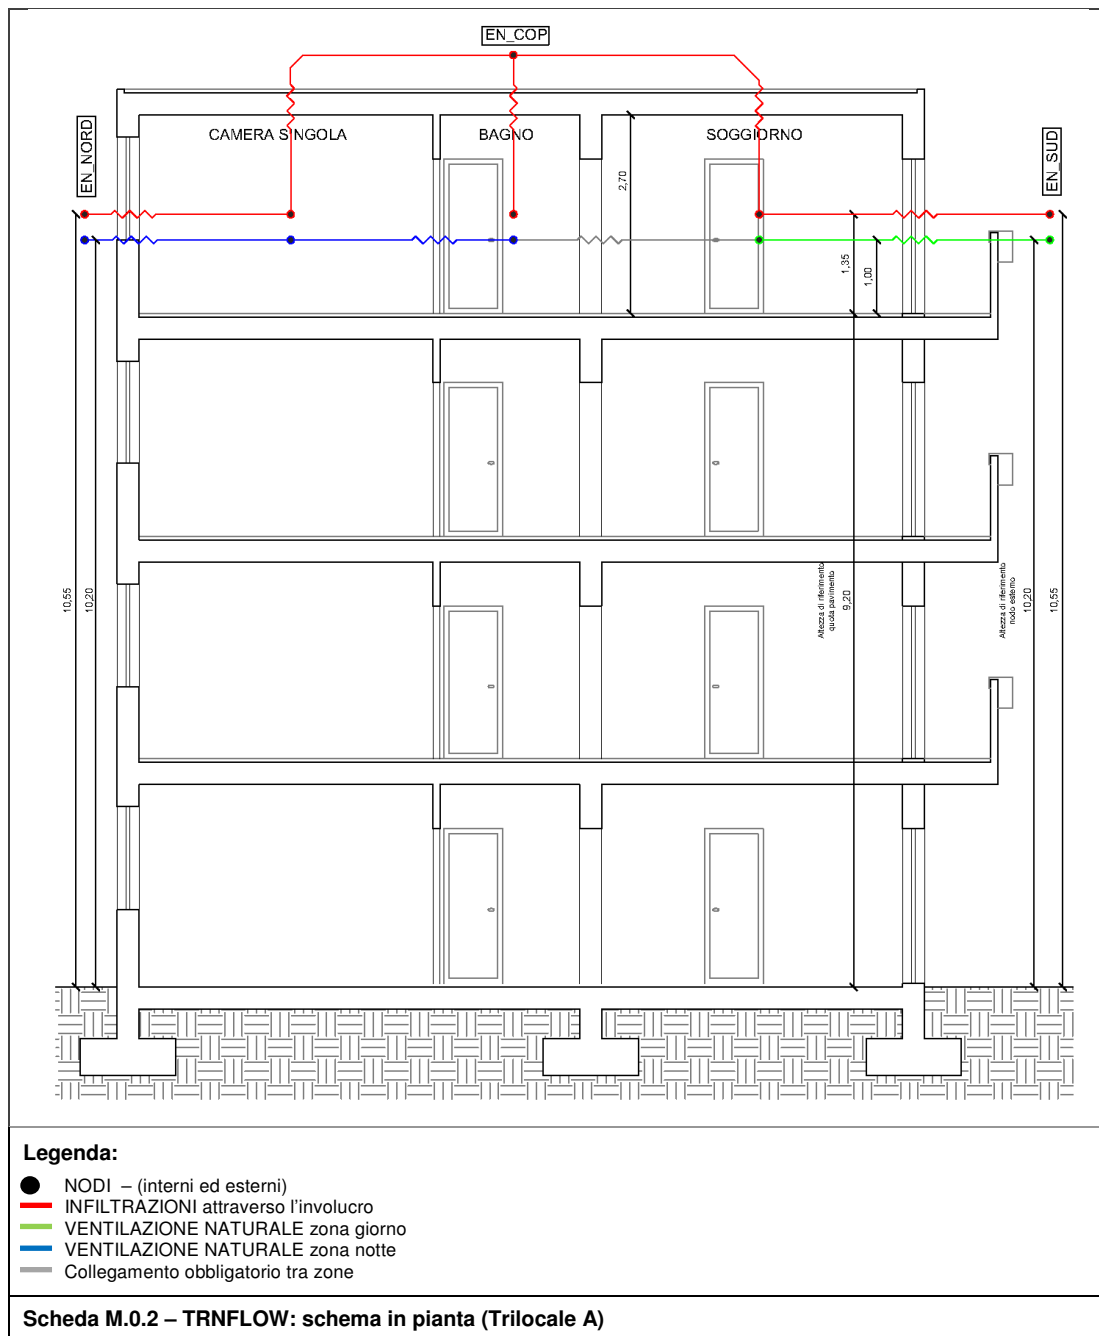 EN_COP
CAMERA SINGOLA
BAGNO
SOGGIORNO
EN_NORD
EN_SUD
2,70
1,35
1,00
10,55
10,20
Altezza di riferimento
quota pavimento
9,20
Altezza di riferimento
nodo esterno
10,20
10,55
Legenda:
NODI – (interni ed esterni)
INFILTRAZIONI attraverso l'involucro
VENTILAZIONE NATURALE zona giorno
VENTILAZIONE NATURALE zona notte
Collegamento obbligatorio tra zone
Scheda M.0.2 – TRNFLOW: schema in pianta (Trilocale A)